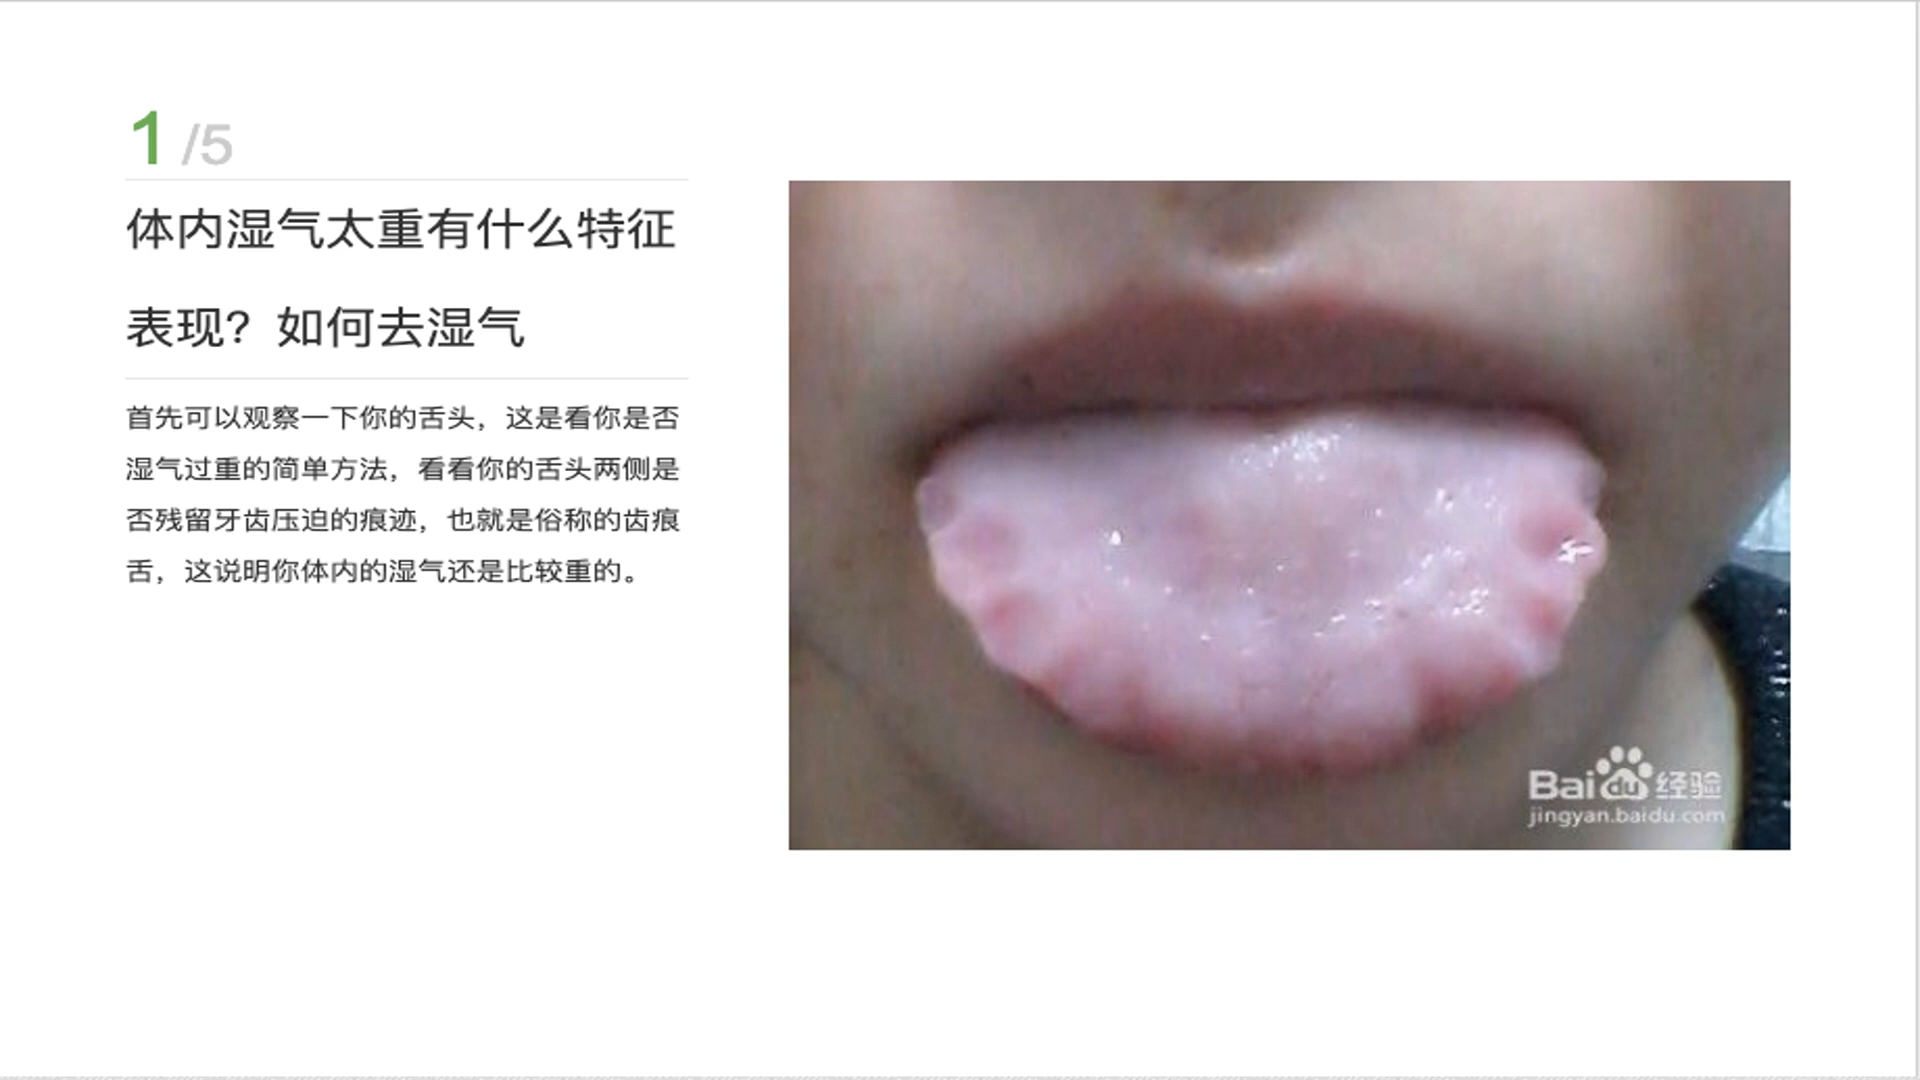 1 /5
体内湿气太重有什么特征
表现？如何去湿气
首先可以观察一下你的舌头，这是看你是否
湿气过重的简单方法，看看你的舌头两侧是
否残留牙齿压迫的痕迹，也就是俗称的齿痕
舌，这说明你体内的湿气还是比较重的。
Baidu 经验
jingyan.baidu.com